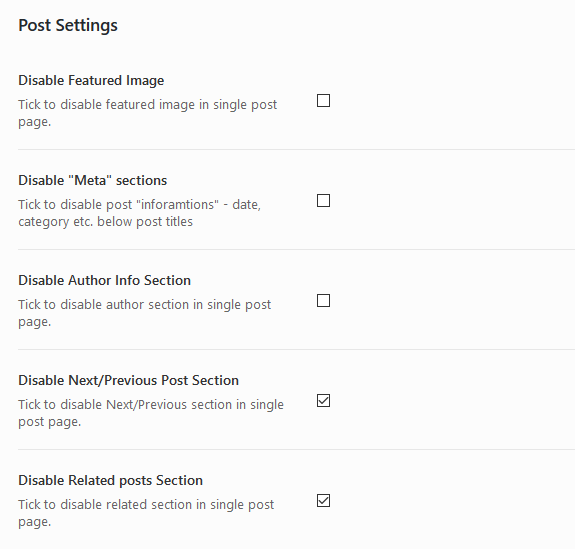 Post Settings
Disable Featured Image
Tick to disable featured image in single post
page.
Disable "Meta" sections
Tick to disable post "inforamtions" - date,
category etc. below post titles
Disable Author Info Section
Tick to disable author section in single post
page.
Disable Next/Previous Post Section
Tick to disable Next/Previous section in single
post page.
Disable Related posts Section
Tick to disable related section in single post
page.